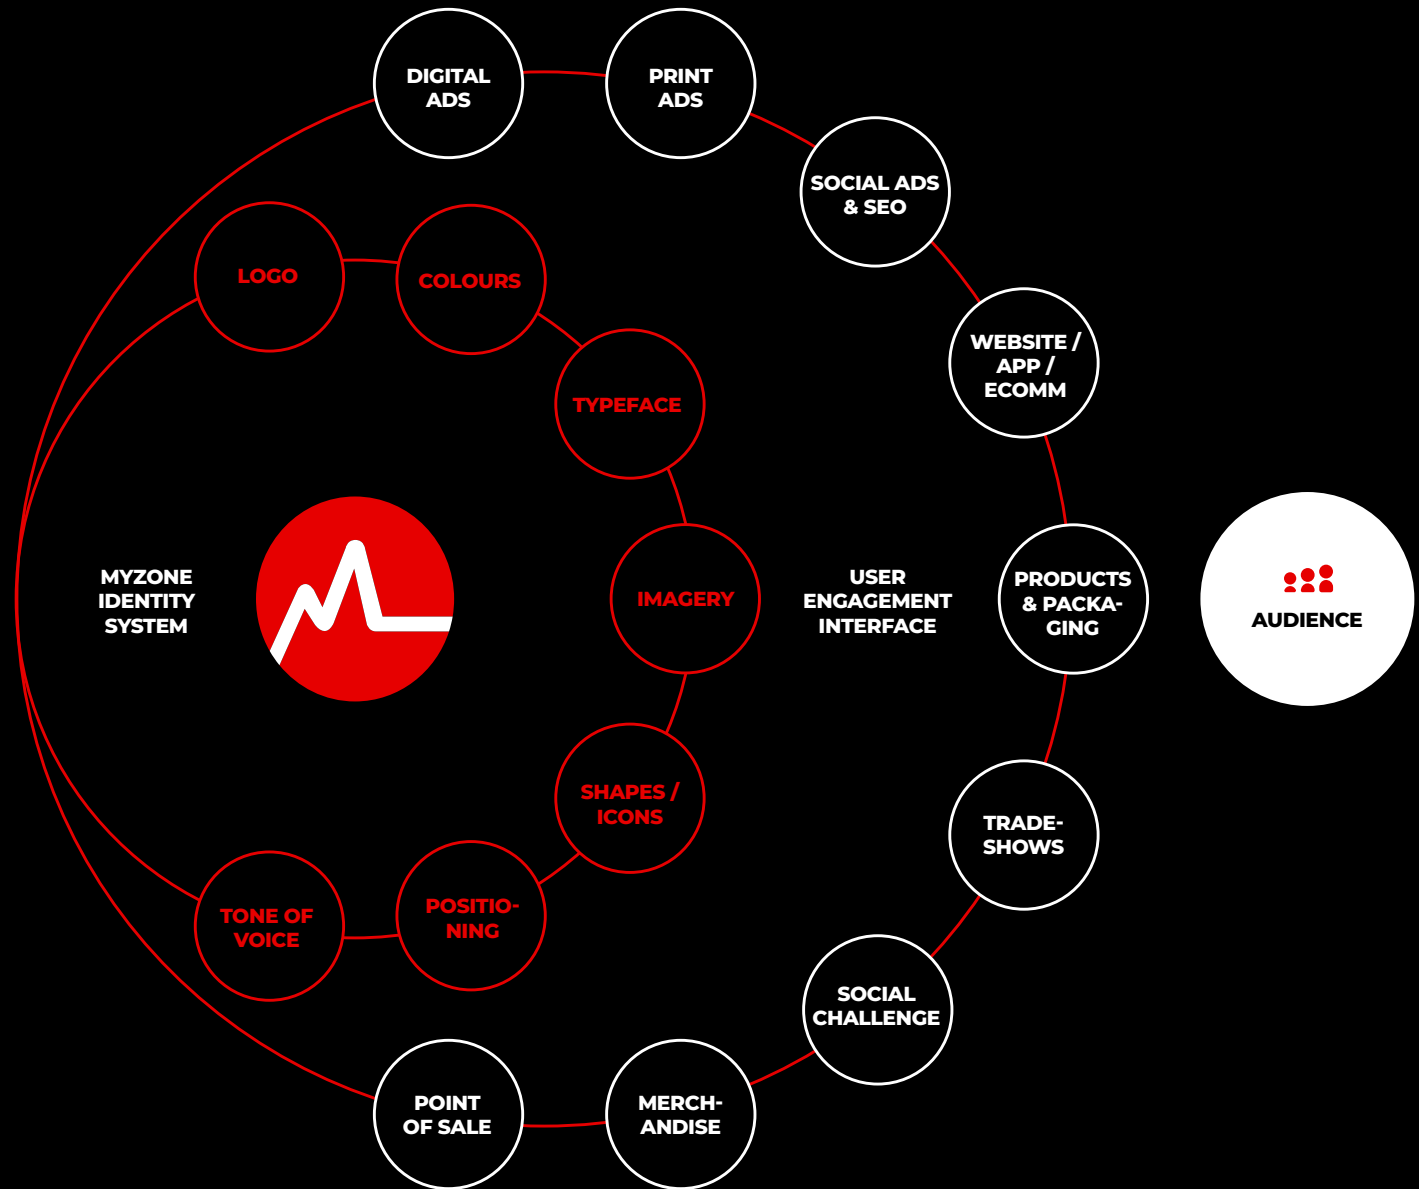 DIGITAL
ADS
PRINT
ADS
SOCIAL ADS
& SEO
WEBSITE /
APP /
ECOMM
PRODUCTS
& PACKA-
GING
TRADE-
SHOWS
SOCIAL
CHALLENGE
MERCH-
ANDISE
POINT
OF SALE
LOGO
COLOURS
TYPEFACE
IMAGERY
SHAPES /
ICONS
POSITIO-
NING
TONE OF
VOICE
MYZONE
IDENTITY
SYSTEM
USER
ENGAGEMENT
INTERFACE
AUDIENCE